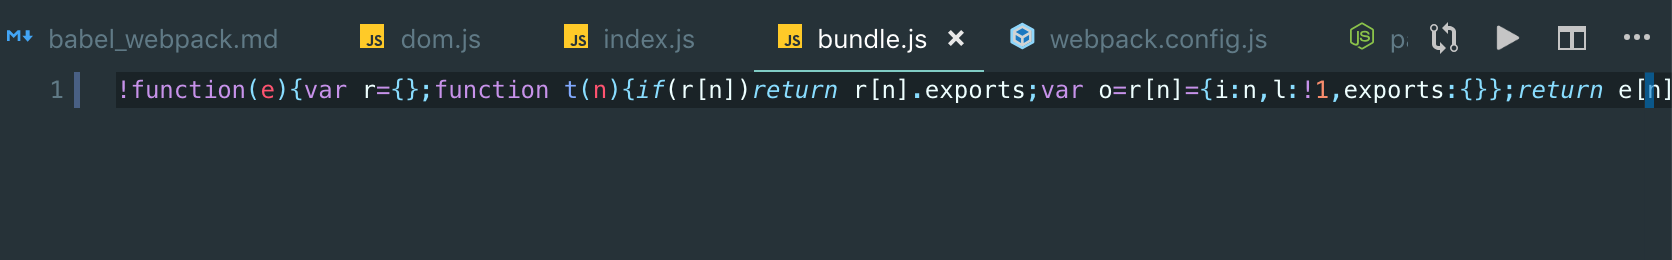 M babel_webpack.md JS dom.js JS index.js JS bundle.js webpack.config.js JS
1 !function(e){var r={};function t(n){if(r[n])return r[n].exports;var o=r[n]={i:n,l:!1,exports:{}};return e[n]